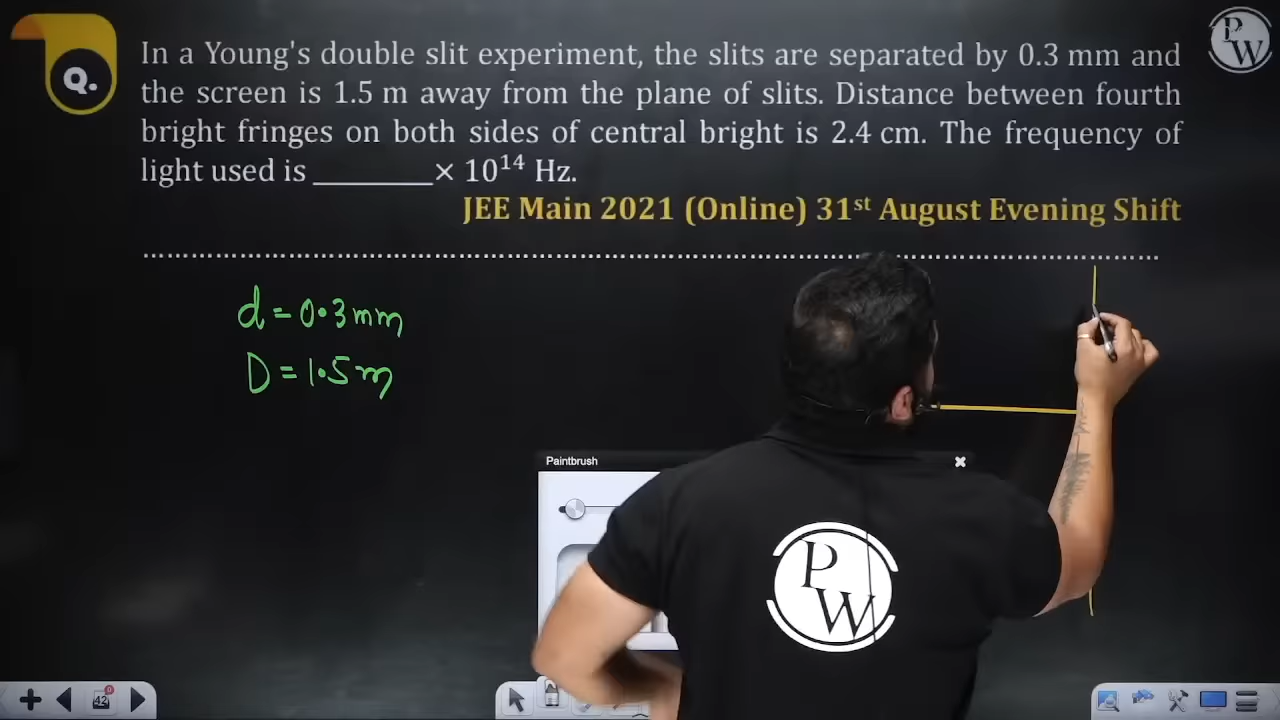 Q.
In a Young's double slit experiment, the slits are separated by 0.3 mm and
the screen is 1.5 m away from the plane of slits. Distance between fourth
bright fringes on both sides of central bright is 2.4 cm. The frequency of
light used is ________× 10¹⁴ Hz.
JEE Main 2021 (Online) 31ˢᵗ August Evening Shift
d = 0.3 mm
D = 1.5 m
Paintbrush
P
W
P
W
42